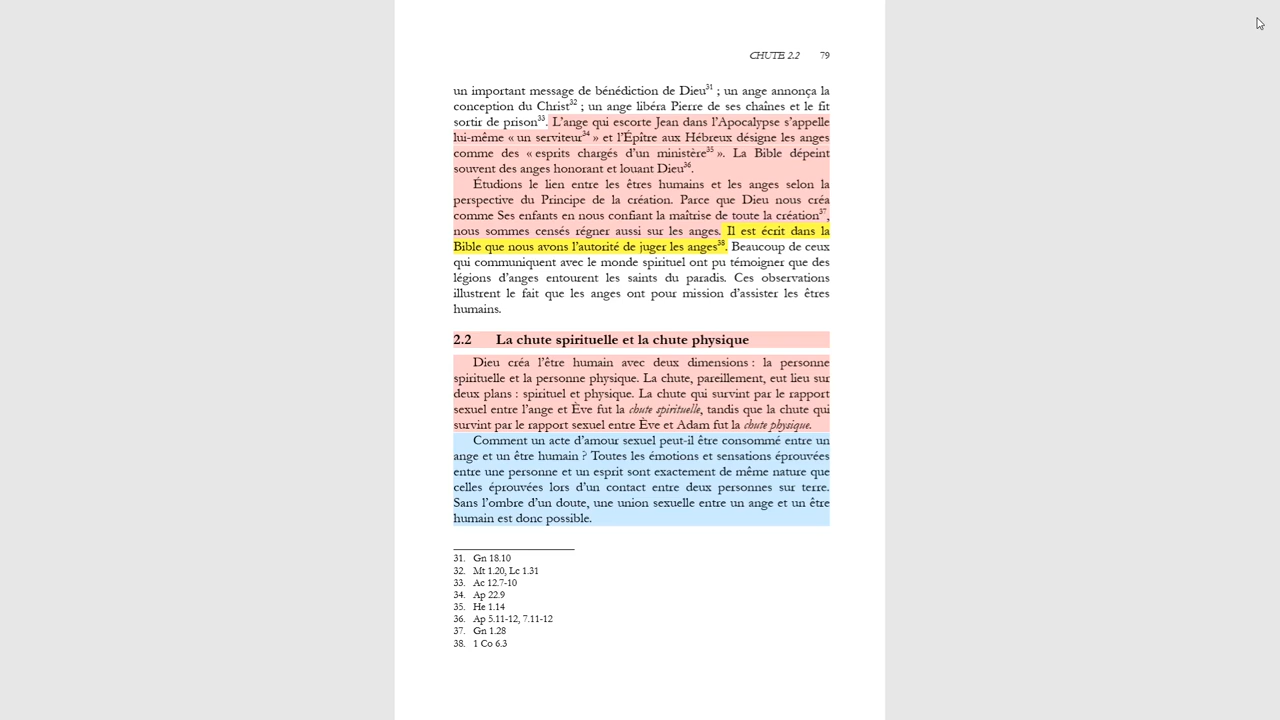 CHUTE 2.2 79
un important message de bénédiction de Dieu31 ; un ange annonça la
conception du Christ32 ; un ange libéra Pierre de ses chaînes et le fit
sortir de prison33. L’ange qui escorte Jean dans l’Apocalypse s’appelle
lui-même « un serviteur34 » et l’Épître aux Hébreux désigne les anges
comme des « esprits chargés d’un ministère35 ». La Bible dépeint
souvent des anges honorant et louant Dieu36.
Étudions le lien entre les êtres humains et les anges selon la
perspective du Principe de la création. Parce que Dieu nous créa
comme Ses enfants en nous confiant la maîtrise de toute la création37,
nous sommes censés régner aussi sur les anges. Il est écrit dans la
Bible que nous avons l’autorité de juger les anges38. Beaucoup de ceux
qui communiquent avec le monde spirituel ont pu témoigner que des
légions d’anges entourent les saints du paradis. Ces observations
illustrent le fait que les anges ont pour mission d’assister les êtres
humains.
2.2 La chute spirituelle et la chute physique
Dieu créa l’être humain avec deux dimensions : la personne
spirituelle et la personne physique. La chute, pareillement, eut lieu sur
deux plans : spirituel et physique. La chute qui survint par le rapport
sexuel entre l’ange et Ève fut la chute spirituelle, tandis que la chute qui
survint par le rapport sexuel entre Ève et Adam fut la chute physique.
Comment un acte d’amour sexuel peut-il être consommé entre un
ange et un être humain ? Toutes les émotions et sensations éprouvées
entre une personne et un esprit sont exactement de même nature que
celles éprouvées lors d’un contact entre deux personnes sur terre.
Sans l’ombre d’un doute, une union sexuelle entre un ange et un être
humain est donc possible.
31. Gn 18.10
32. Mt 1.20, Lc 1.31
33. Ac 12.7-10
34. Ap 22.9
35. He 1.14
36. Ap 5.11-12, 7.11-12
37. Gn 1.28
38. 1 Co 6.3